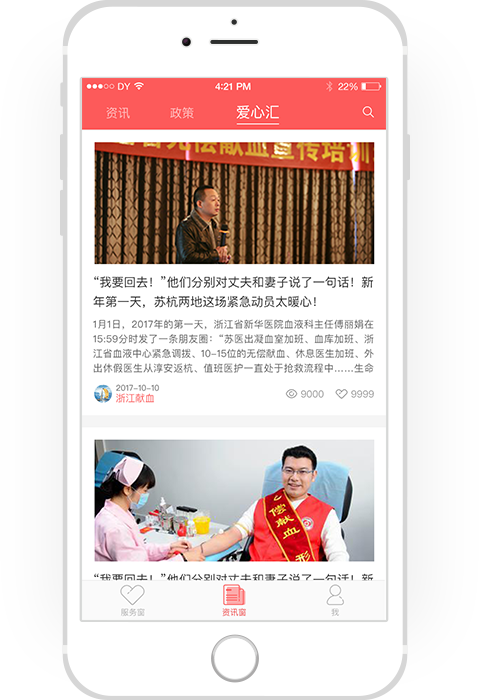 DY 4:21 PM 22%
资讯 政策 爱心汇
无偿献血宣传培训
“我要回去！”他们分别对丈夫和妻子说了一句话！新
年第一天，苏杭两地这场紧急动员太暖心！
1月1日，2017年的第一天，浙江省新华医院血液科主任傅丽娟在
15:59分时发了一条朋友圈：“苏医出凝血室加班、血库加班、浙
江省血液中心紧急调拨、10-15位的无偿献血、休息医生加班、外
出休假医生从淳安返杭、值班医护一直处于抢救流程中……生命
2017-10-10
浙江献血 9000 9999
偿献血
形
“我要回去！”他们分别对丈夫和妻子说了一句话！新
服务窗 资讯窗 我